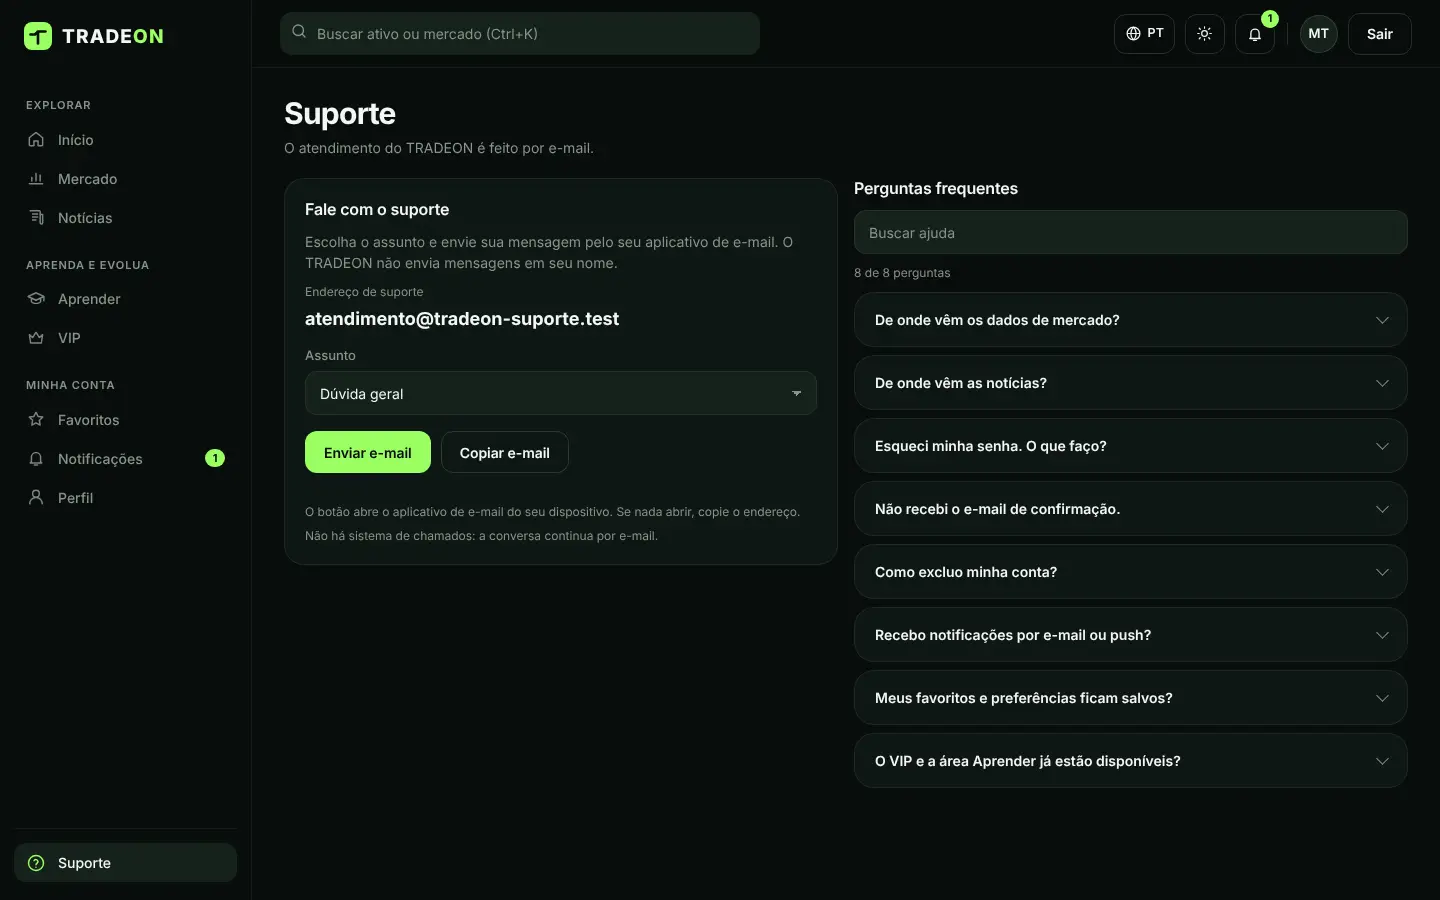 TRADEON
EXPLORAR
Início
Mercado
Notícias
APRENDA E EVOLUA
Aprender
VIP
MINHA CONTA
Favoritos
Notificações 1
Perfil
Suporte
Buscar ativo ou mercado (Ctrl+K)
PT
1
MT
Sair
Suporte
O atendimento do TRADEON é feito por e-mail.
Fale com o suporte
Escolha o assunto e envie sua mensagem pelo seu aplicativo de e-mail. O
TRADEON não envia mensagens em seu nome.
Endereço de suporte
atendimento@tradeon-suporte.test
Assunto
Dúvida geral
Enviar e-mail
Copiar e-mail
O botão abre o aplicativo de e-mail do seu dispositivo. Se nada abrir, copie o endereço.
Não há sistema de chamados: a conversa continua por e-mail.
Perguntas frequentes
Buscar ajuda
8 de 8 perguntas
De onde vêm os dados de mercado?
De onde vêm as notícias?
Esqueci minha senha. O que faço?
Não recebi o e-mail de confirmação.
Como excluo minha conta?
Recebo notificações por e-mail ou push?
Meus favoritos e preferências ficam salvos?
O VIP e a área Aprender já estão disponíveis?